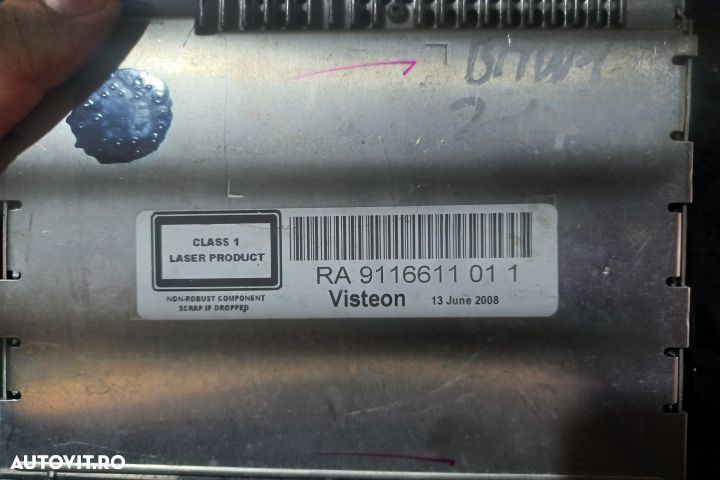 BMW
CLASS 1
LASER PRODUCT
NON-ROBUST COMPONENT
SCRAP IF DROPPED
RA 9116611 01 1
Visteon 13 June 2008
AUTOVIT.RO